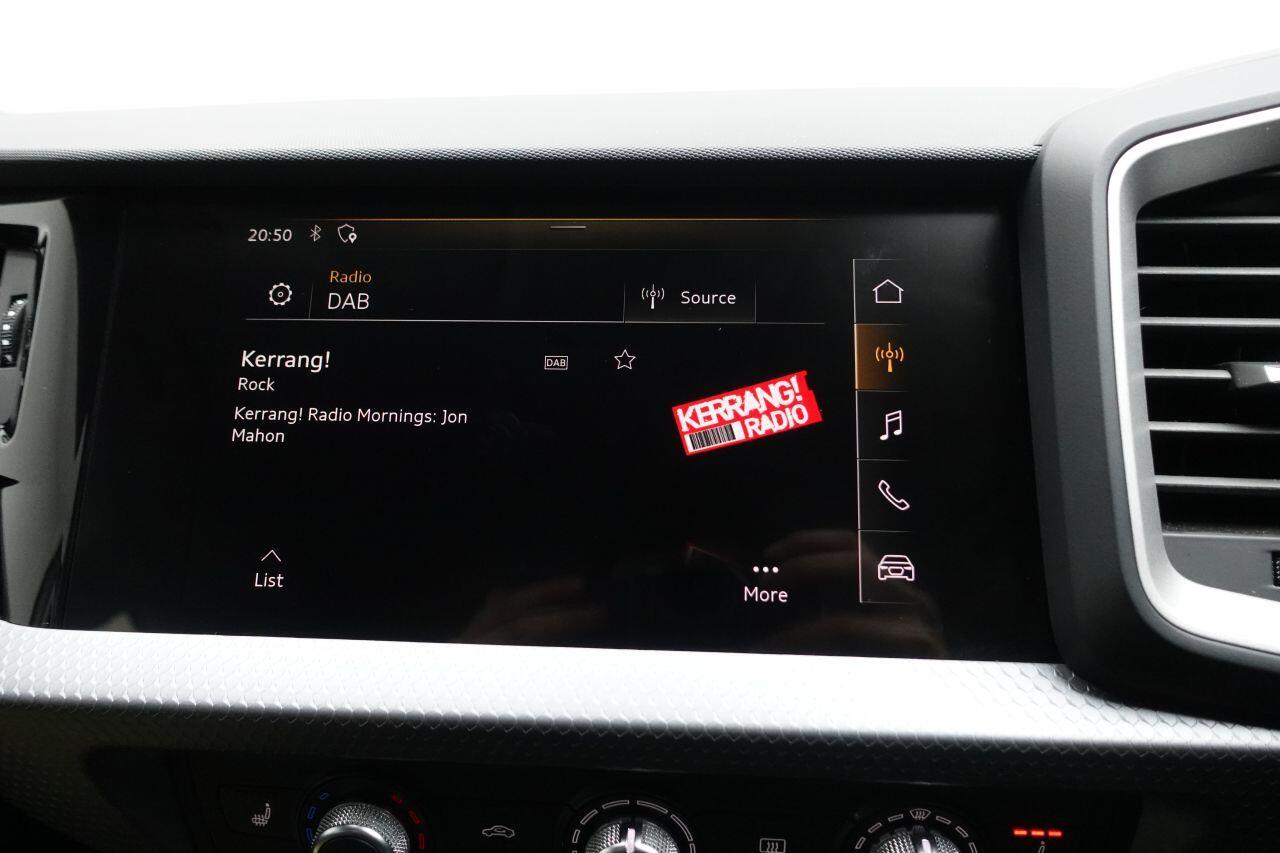 20:50
Radio
DAB
Source
Kerrang!
DAB
Rock
Kerrang! Radio Mornings: Jon
Mahon
KERRANG!
RADIO
List
More